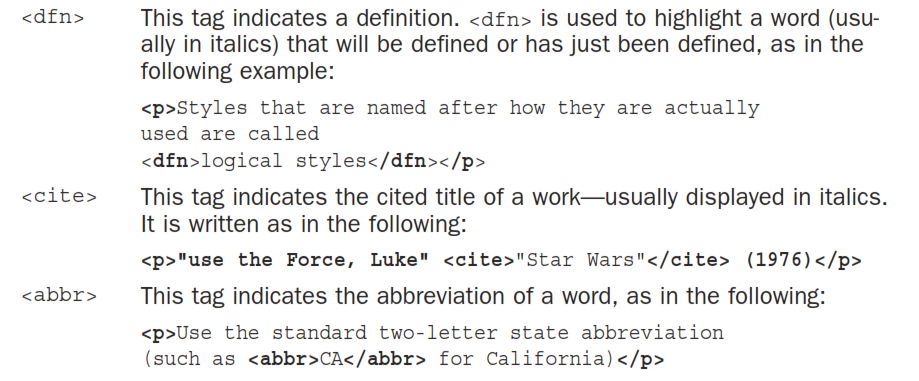 <dfn> This tag indicates a definition. <dfn> is used to highlight a word (usu-
ally in italics) that will be defined or has just been defined, as in the
following example:
<p>Styles that are named after how they are actually
used are called
<dfn>logical styles</dfn></p>
<cite> This tag indicates the cited title of a work—usually displayed in italics.
It is written as in the following:
<p>"use the Force, Luke" <cite>"Star Wars"</cite> (1976)</p>
<abbr> This tag indicates the abbreviation of a word, as in the following:
<p>Use the standard two-letter state abbreviation
(such as <abbr>CA</abbr> for California)</p>